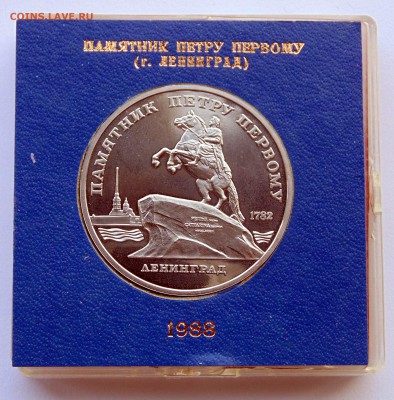 COINS.LAVE.RU
ПАМЯТНИК ПЕТРУ ПЕРВОМУ
(г. ЛЕНИНГРАД)
ПАМЯТНИК ПЕТРУ ПЕРВОМУ
1782
ЛЕНИНГРАД
1988